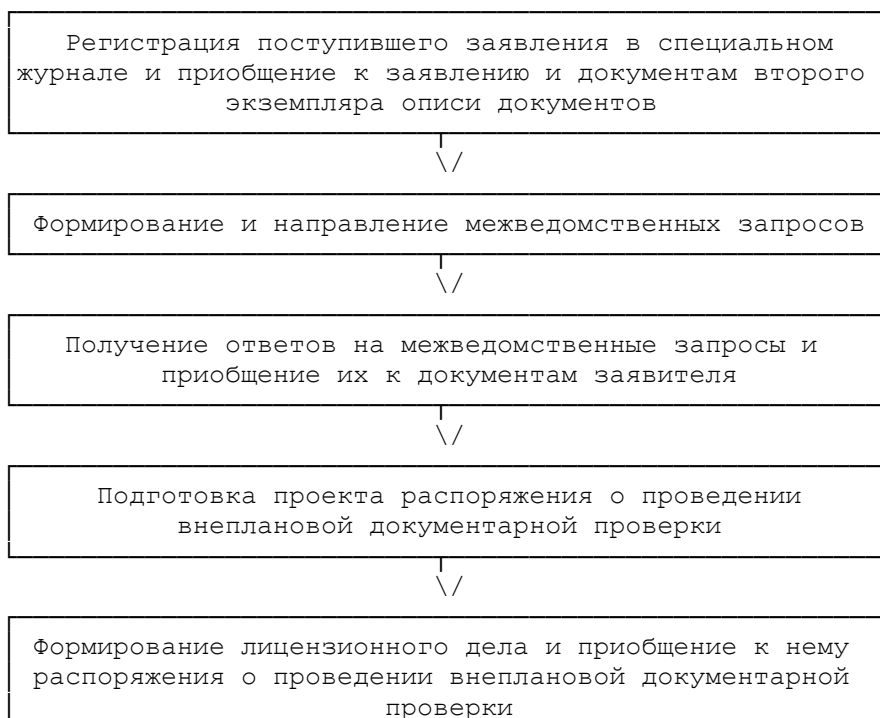 Регистрация поступившего заявления в специальном
журнале и приобщение к заявлению и документам второго
экземпляра описи документов
\/
Формирование и направление межведомственных запросов
\/
Получение ответов на межведомственные запросы и
приобщение их к документам заявителя
\/
Подготовка проекта распоряжения о проведении
внеплановой документарной проверки
\/
Формирование лицензионного дела и приобщение к нему
распоряжения о проведении внеплановой документарной
проверки